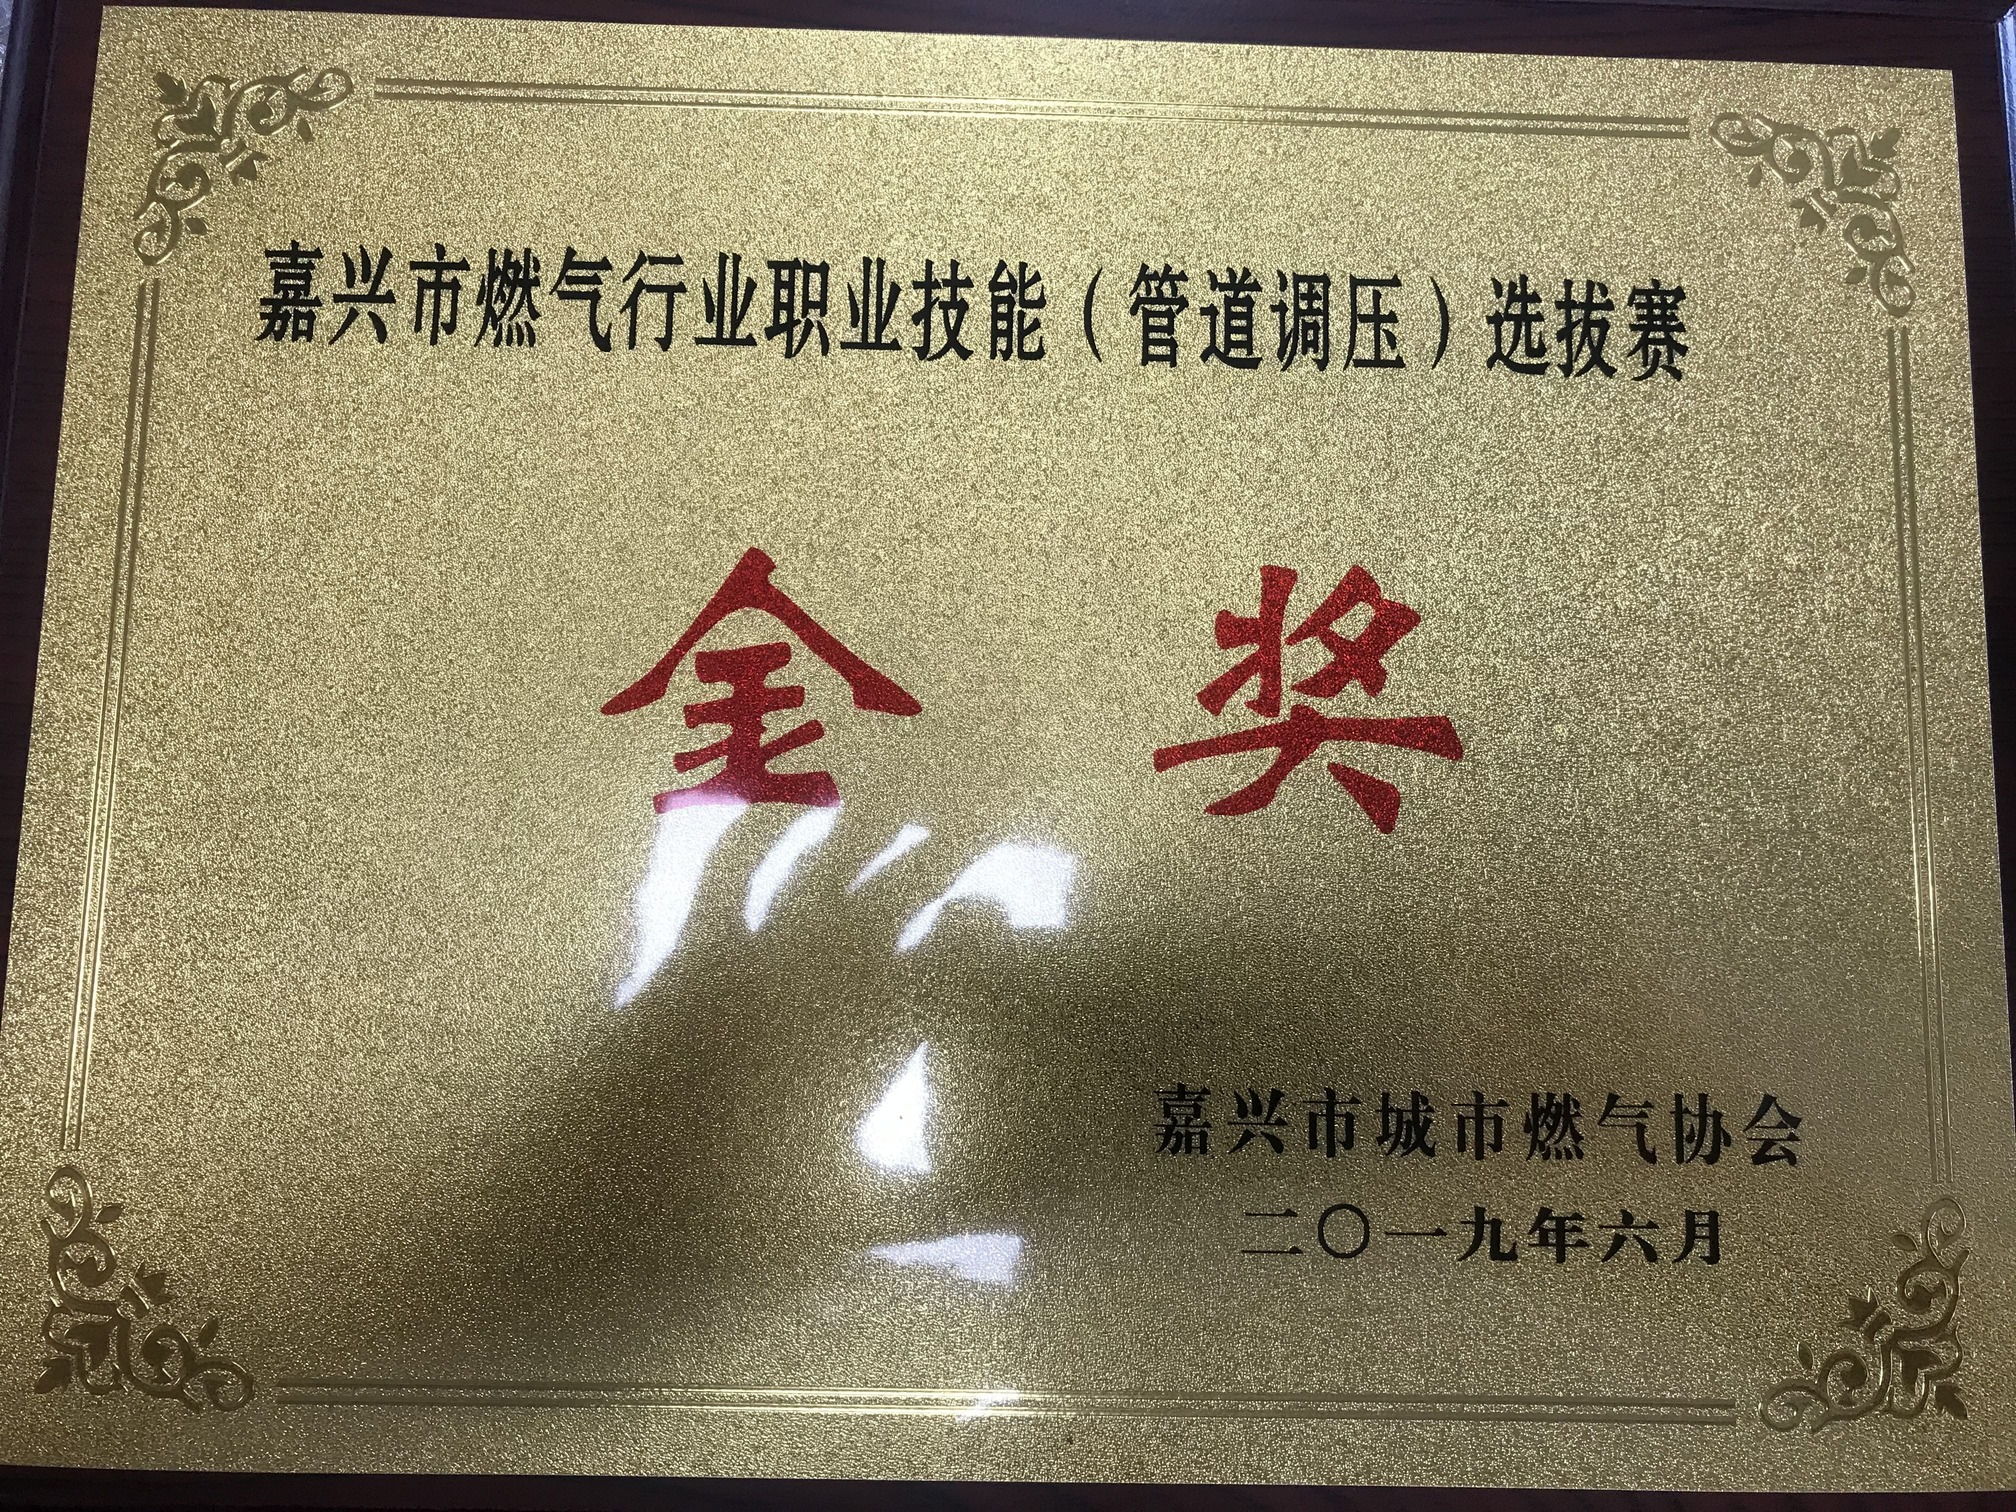 嘉兴市燃气行业职业技能（管道调压）选拔赛
金奖
嘉兴市城市燃气协会
二〇一九年六月